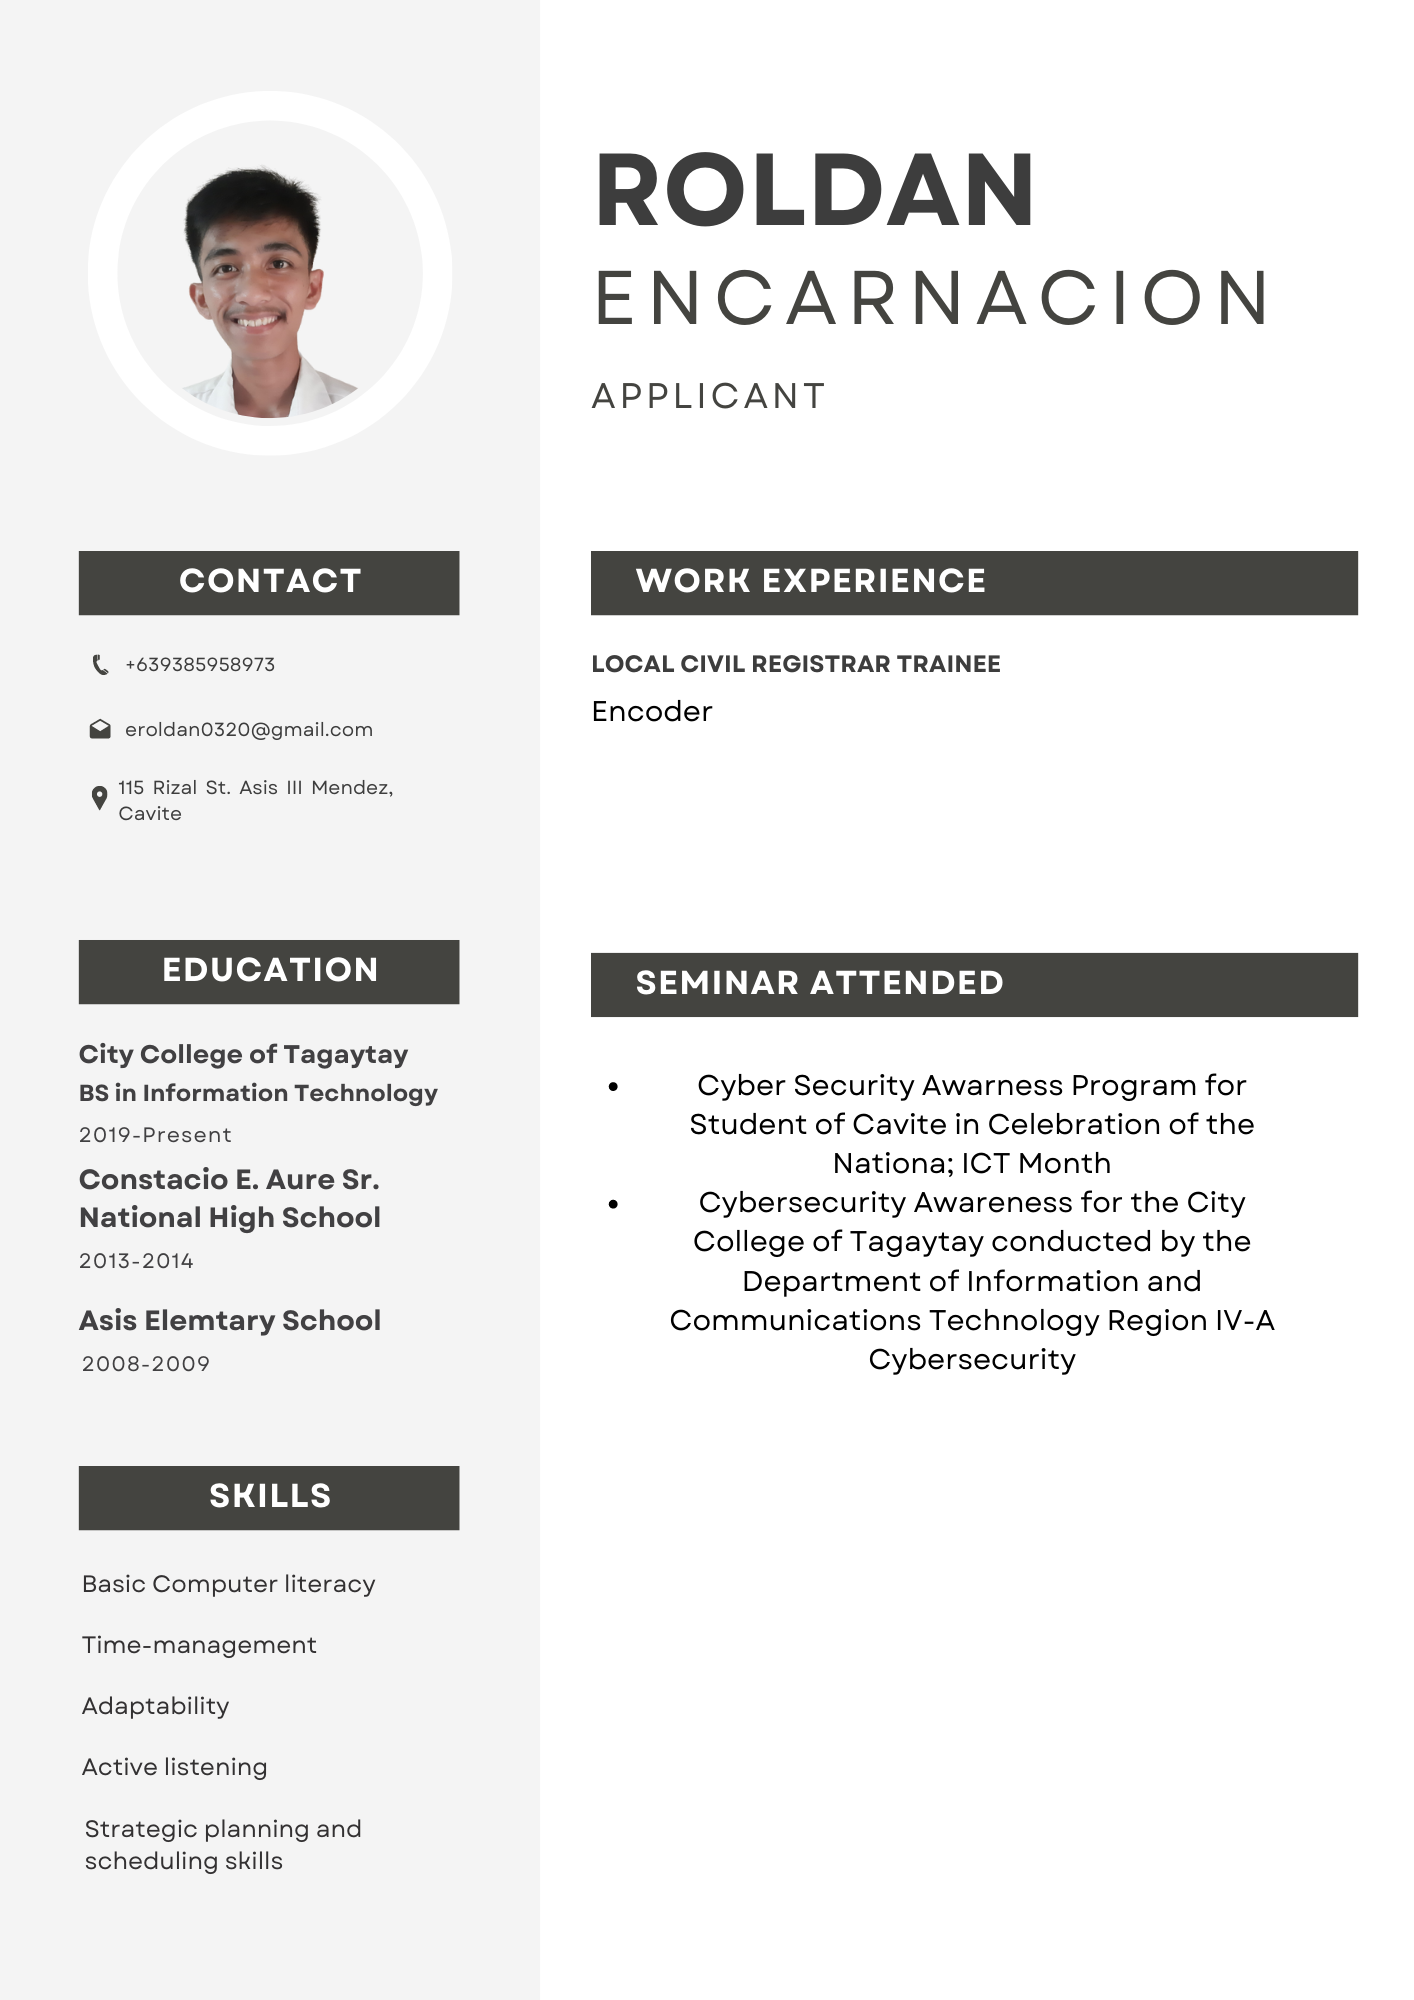 ROLDAN
ENCARNACION
APPLICANT
CONTACT
+639385958973
eroldan0320@gmail.com
115 Rizal St. Asis III Mendez,
Cavite
EDUCATION
City College of Tagaytay
BS in Information Technology
2019-Present
Constacio E. Aure Sr.
National High School
2013-2014
Asis Elemtary School
2008-2009
SKILLS
Basic Computer literacy
Time-management
Adaptability
Active listening
Strategic planning and
scheduling skills
WORK EXPERIENCE
LOCAL CIVIL REGISTRAR TRAINEE
Encoder
SEMINAR ATTENDED
• Cyber Security Awarness Program for
Student of Cavite in Celebration of the
Nationa; ICT Month
• Cybersecurity Awareness for the City
College of Tagaytay conducted by the
Department of Information and
Communications Technology Region IV-A
Cybersecurity